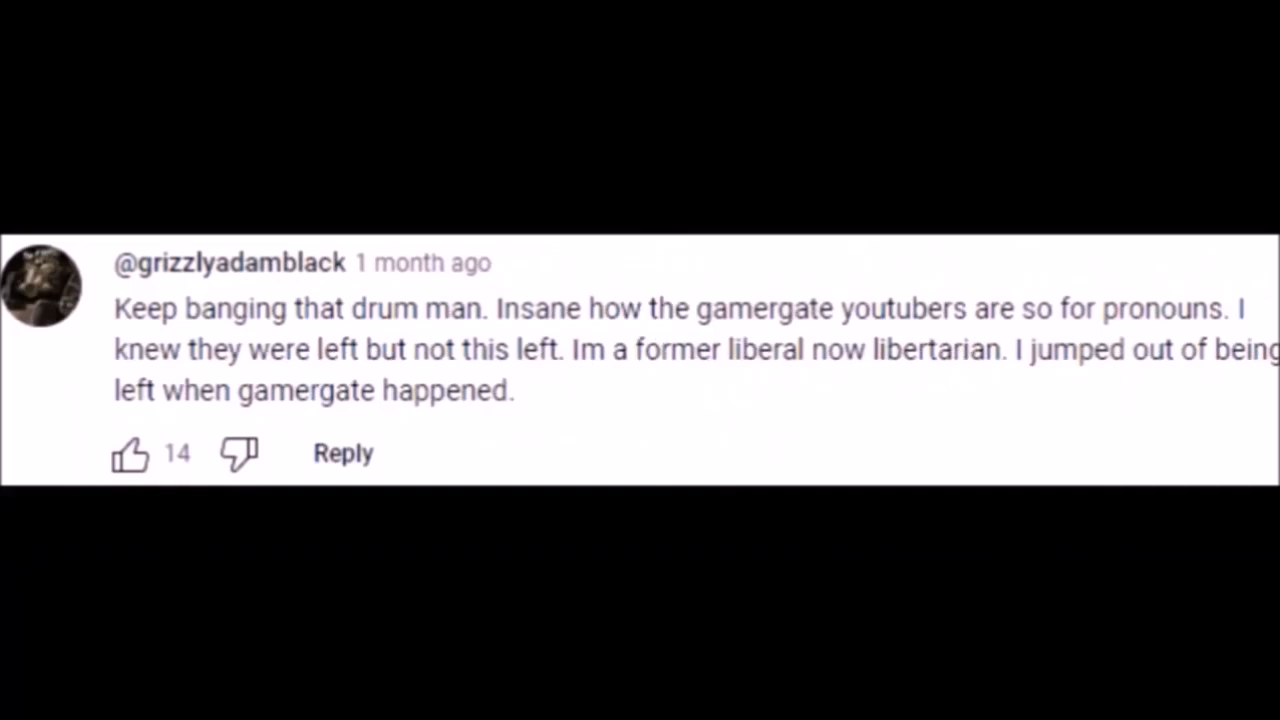 @grizzlyadamblack 1 month ago
Keep banging that drum man. Insane how the gamergate youtubers are so for pronouns. I
knew they were left but not this left. Im a former liberal now libertarian. I jumped out of being
left when gamergate happened.
14 Reply